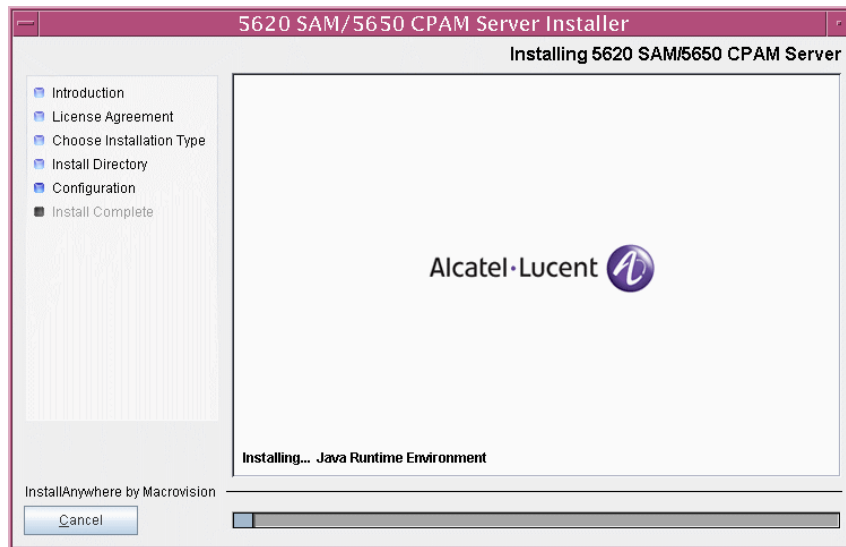 5620 SAM/5650 CPAM Server Installer
Installing 5620 SAM/5650 CPAM Server
Introduction
License Agreement
Choose Installation Type
Install Directory
Configuration
Install Complete
Alcatel·Lucent
Installing... Java Runtime Environment
InstallAnywhere by Macrovision
Cancel